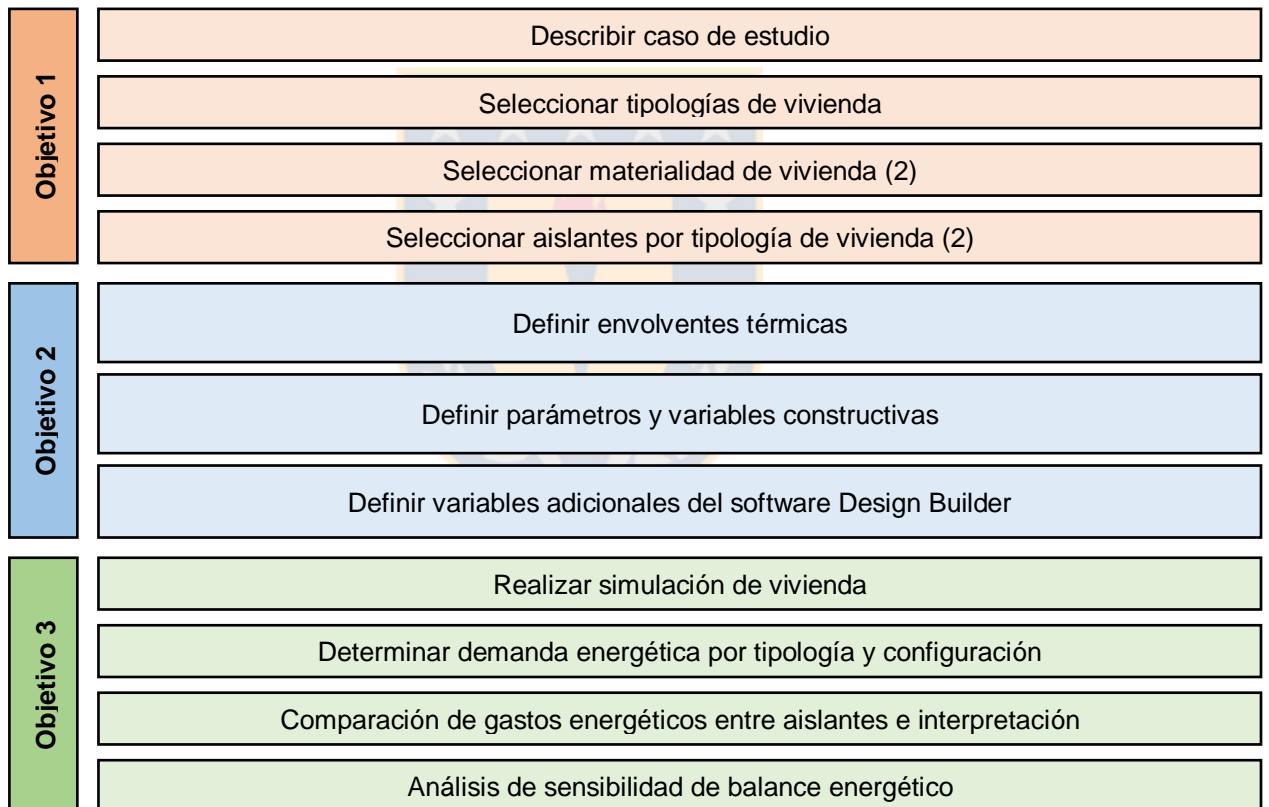 Objetivo 1
Describir caso de estudio
Seleccionar tipologías de vivienda
Seleccionar materialidad de vivienda (2)
Seleccionar aislantes por tipología de vivienda (2)
Objetivo 2
Definir envolventes térmicas
Definir parámetros y variables constructivas
Definir variables adicionales del software Design Builder
Objetivo 3
Realizar simulación de vivienda
Determinar demanda energética por tipología y configuración
Comparación de gastos energéticos entre aislantes e interpretación
Análisis de sensibilidad de balance energético